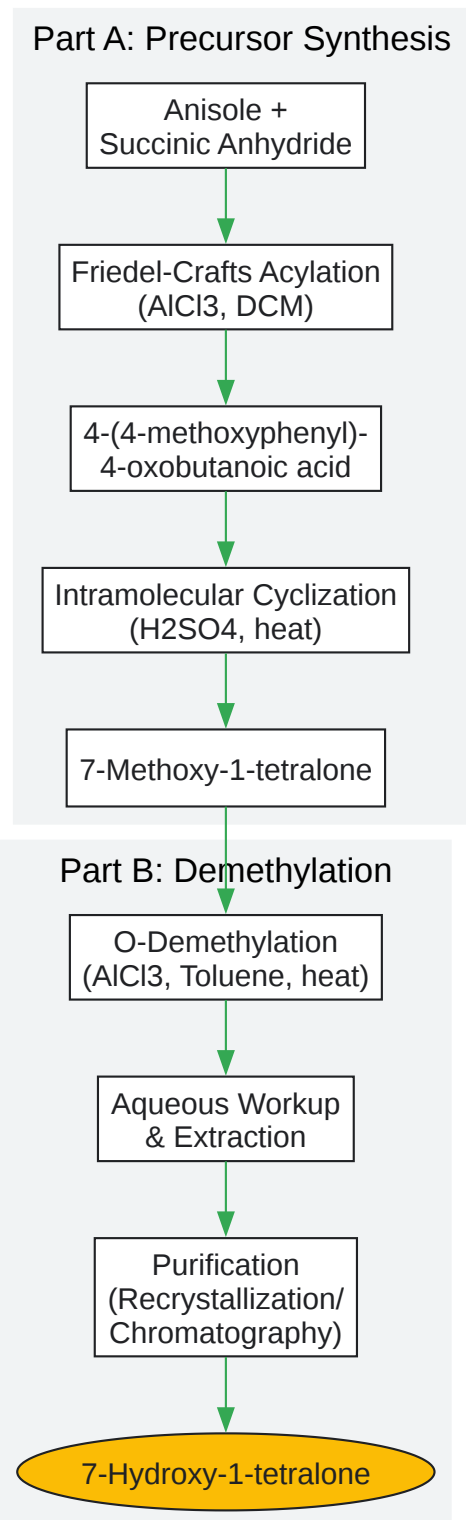 Part A: Precursor Synthesis
Anisole +
Succinic Anhydride
Friedel-Crafts Acylation
(AlCl3, DCM)
4-(4-methoxyphenyl)-
4-oxobutanoic acid
Intramolecular Cyclization
(H2SO4, heat)
7-Methoxy-1-tetralone
Part B: Demethylation
O-Demethylation
(AlCl3, Toluene, heat)
Aqueous Workup
& Extraction
Purification
(Recrystallization/
Chromatography)
7-Hydroxy-1-tetralone